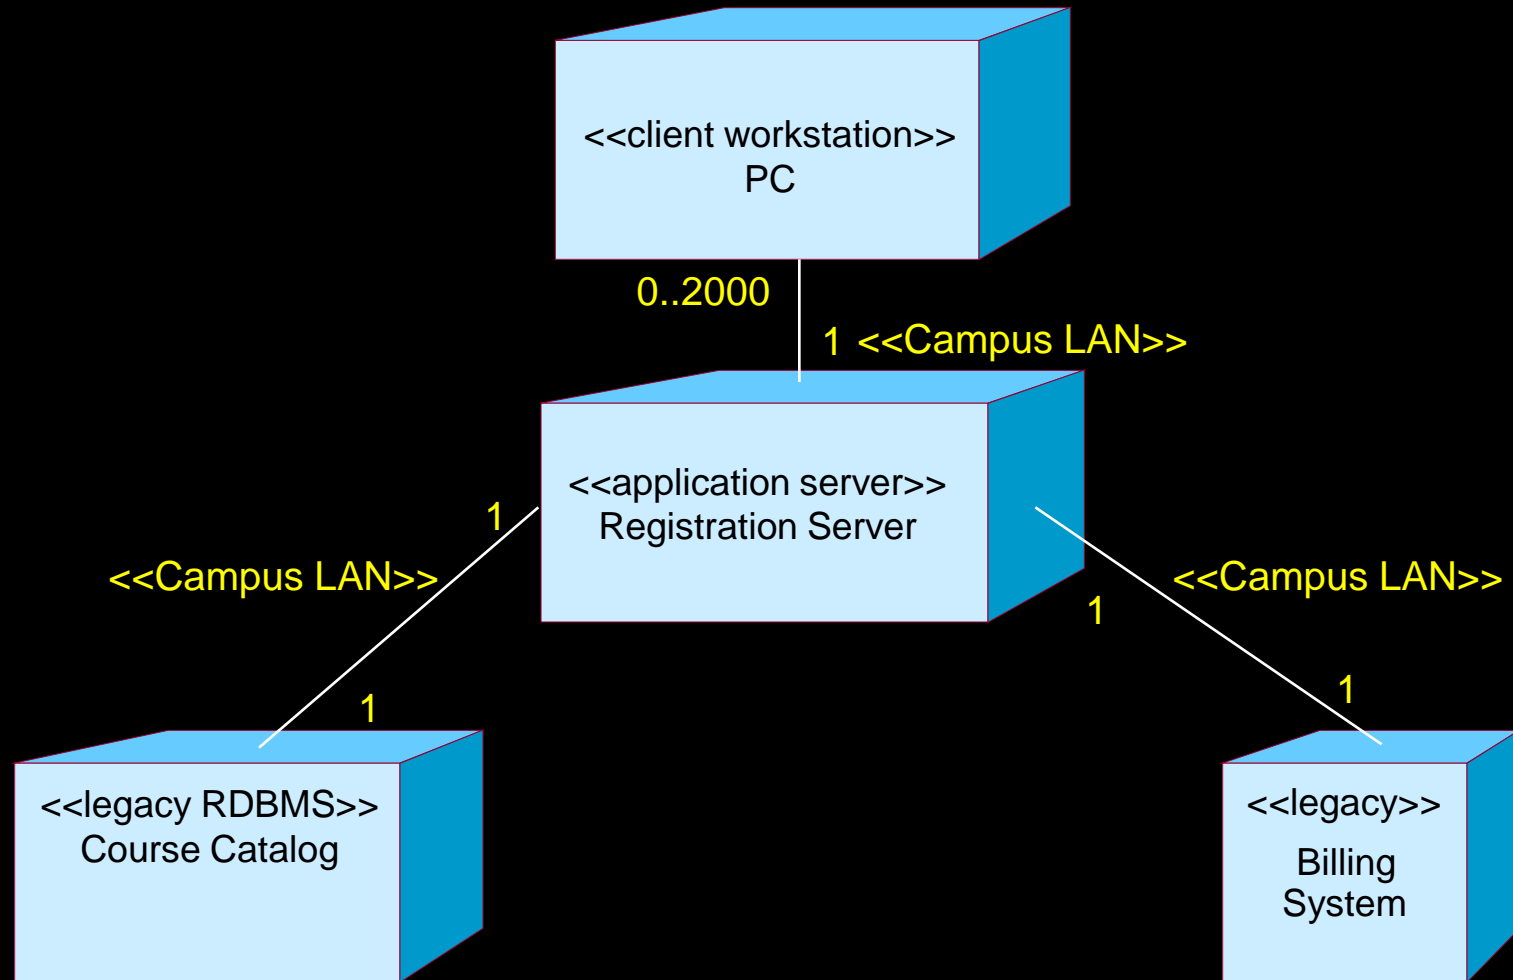 <<client workstation>>
PC
0..2000
1 <<Campus LAN>>
<<application server>>
Registration Server
1
<<Campus LAN>>
<<Campus LAN>>
1
1
1
<<legacy RDBMS>>
Course Catalog
<<legacy>>
Billing
System